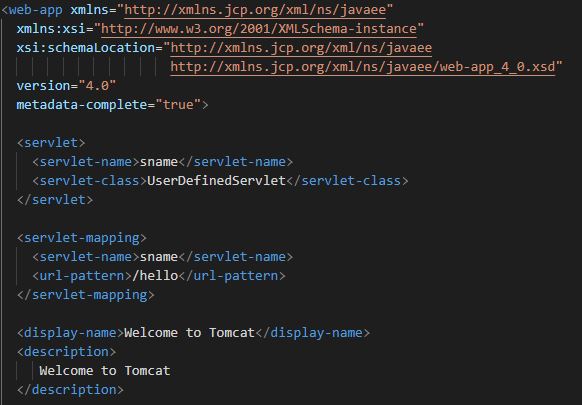 <web-app xmlns="http://xmlns.jcp.org/xml/ns/javaee"
xmlns:xsi="http://www.w3.org/2001/XMLSchema-instance"
xsi:schemaLocation="http://xmlns.jcp.org/xml/ns/javaee
http://xmlns.jcp.org/xml/ns/javaee/web-app_4_0.xsd"
version="4.0"
metadata-complete="true">
<servlet>
<servlet-name>sname</servlet-name>
<servlet-class>UserDefinedServlet</servlet-class>
</servlet>
<servlet-mapping>
<servlet-name>sname</servlet-name>
<url-pattern>/hello</url-pattern>
</servlet-mapping>
<display-name>Welcome to Tomcat</display-name>
<description>
Welcome to Tomcat
</description>